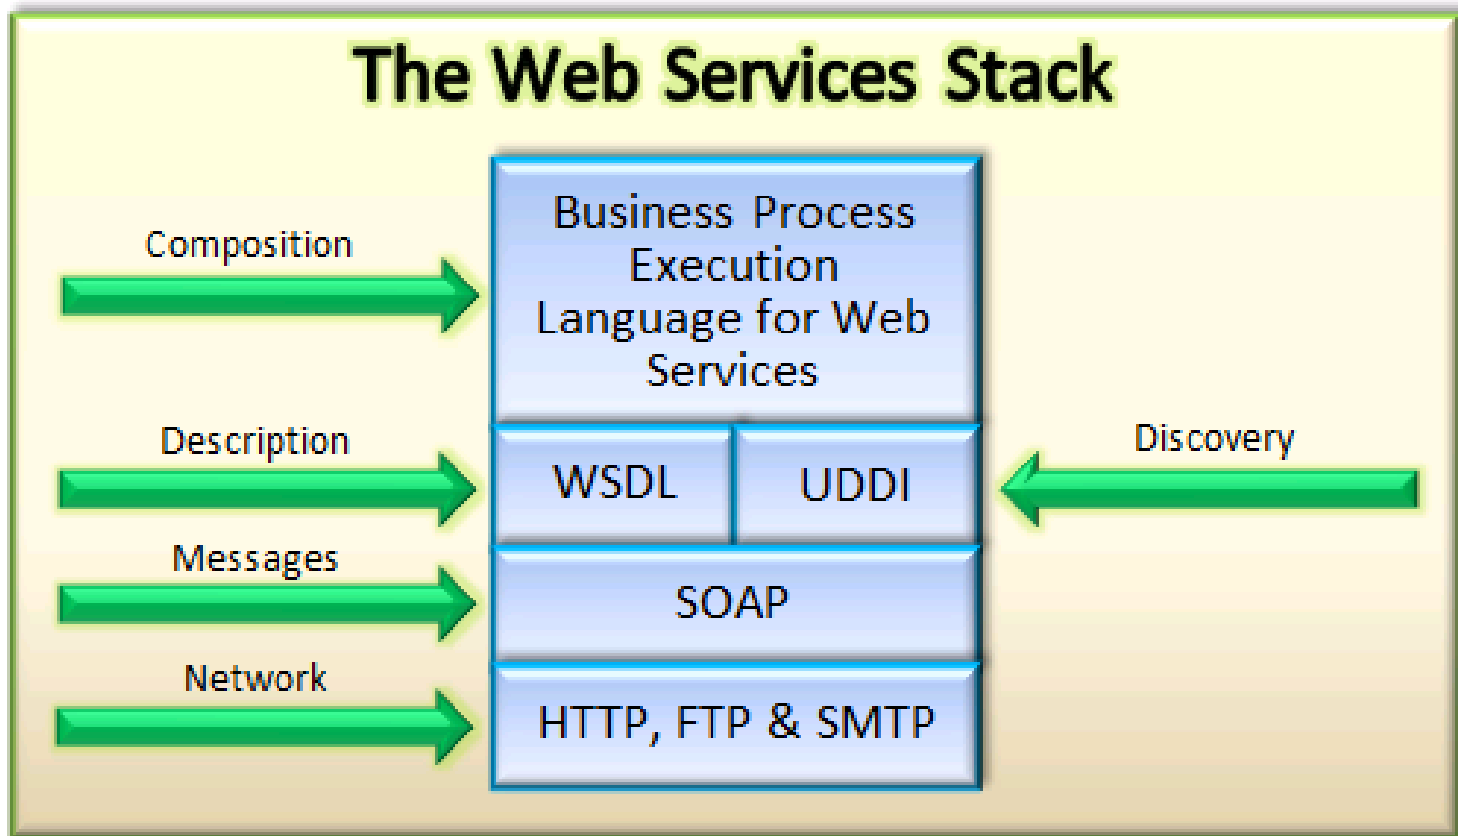 The Web Services Stack
Composition
Business Process
Execution
Language for Web
Services
Description
WSDL
UDDI
Discovery
Messages
SOAP
Network
HTTP, FTP & SMTP